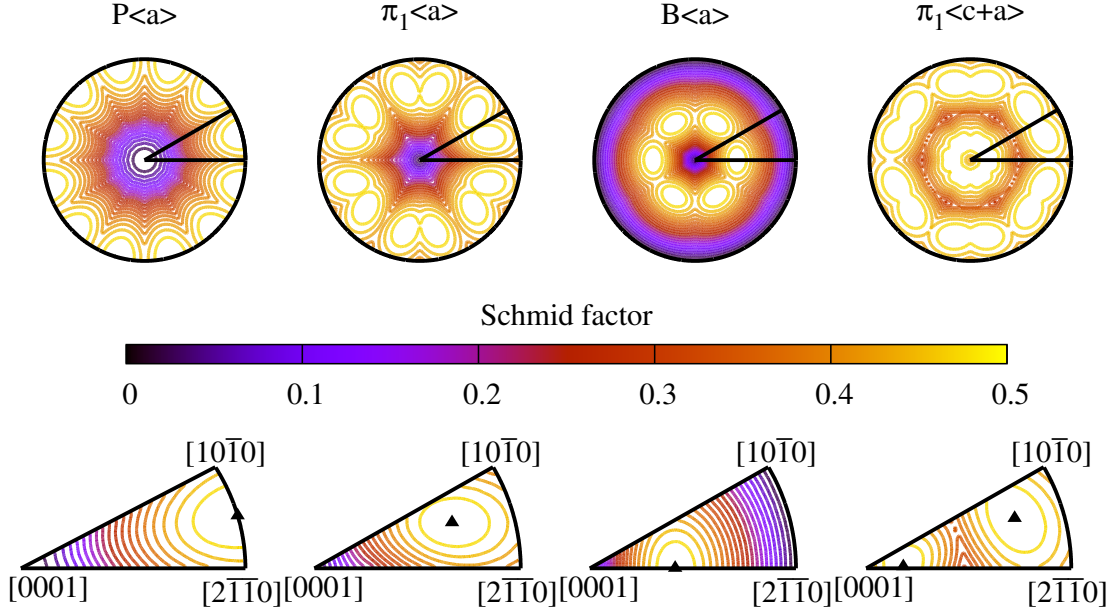 P<a> π₁<a> B<a> π₁<c+a>
Schmid factor
0 0.1 0.2 0.3 0.4 0.5
[101̅0] [101̅0] [101̅0] [101̅0]
[0001] [21̅1̅0] [0001] [21̅1̅0] [0001] [21̅1̅0] [0001] [21̅1̅0]